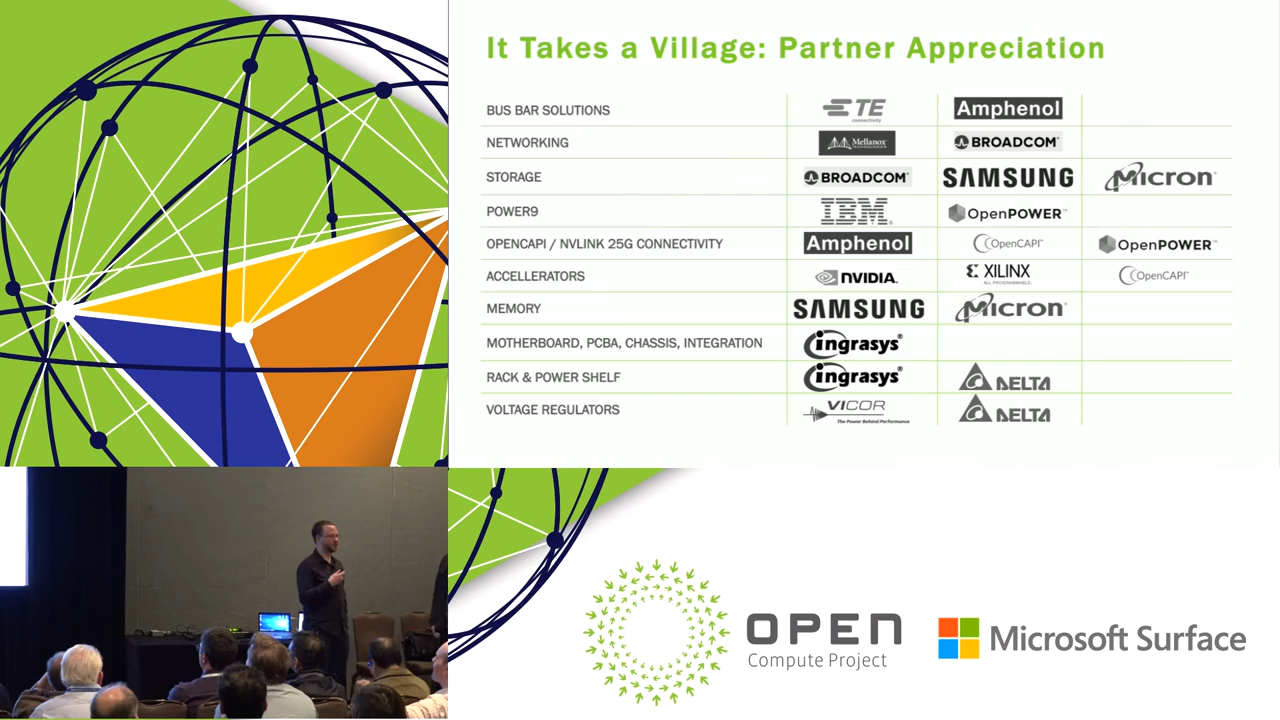 It Takes a Village: Partner Appreciation
BUS BAR SOLUTIONS TE connectivity Amphenol
NETWORKING Mellanox TECHNOLOGIES BROADCOM
STORAGE BROADCOM SAMSUNG Micron
POWER9 IBM OpenPOWER
OPENCAPI / NVLINK 25G CONNECTIVITY Amphenol OpenCAPI OpenPOWER
ACCELLERATORS NVIDIA. XILINX ALL PROGRAMMABLE. OpenCAPI
MEMORY SAMSUNG Micron
MOTHERBOARD, PCBA, CHASSIS, INTEGRATION ingrasys
RACK & POWER SHELF ingrasys DELTA
VOLTAGE REGULATORS VICOR The Power Behind Performance DELTA
OPEN
Compute Project
Microsoft Surface